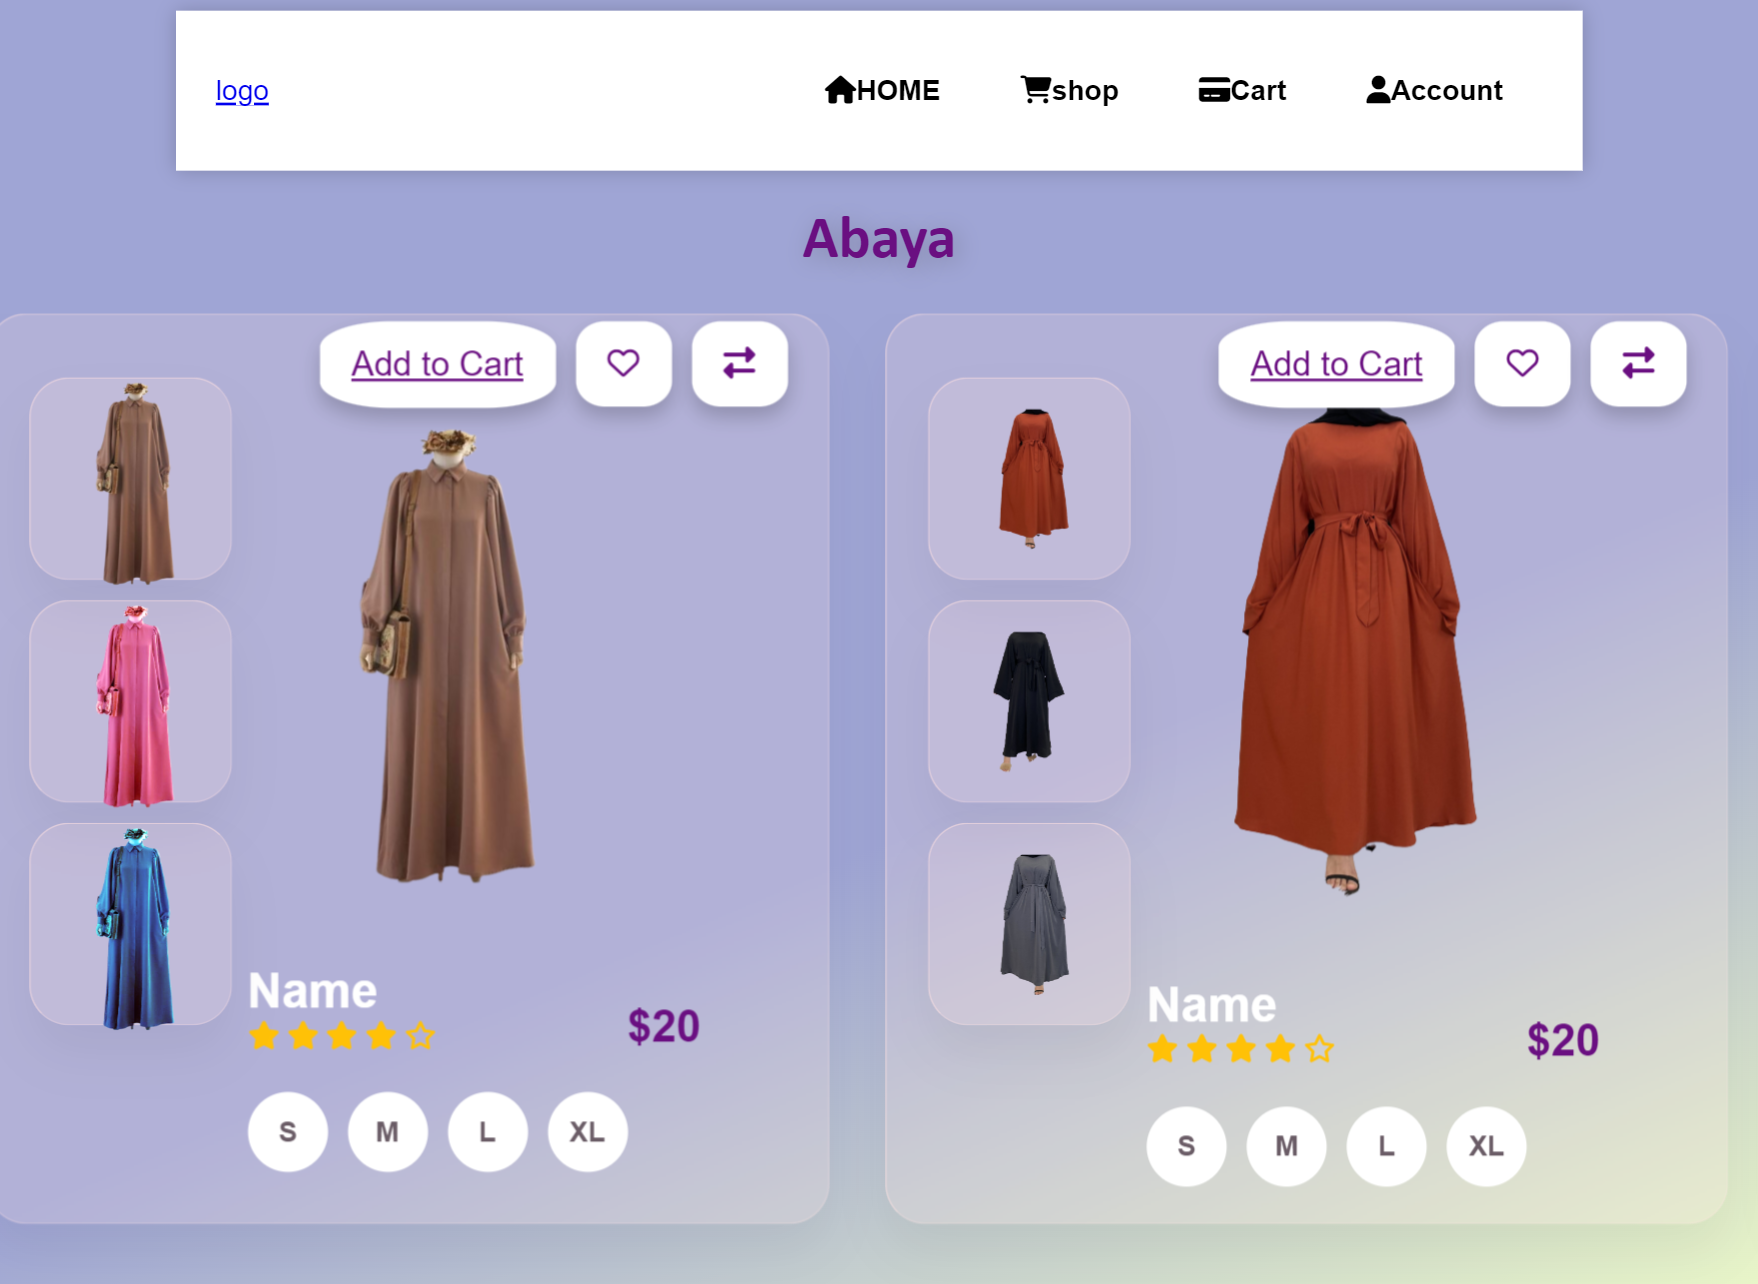 logo
HOME
shop
Cart
Account
Abaya
Add to Cart
Name
$20
S
M
L
XL
Add to Cart
Name
$20
S
M
L
XL